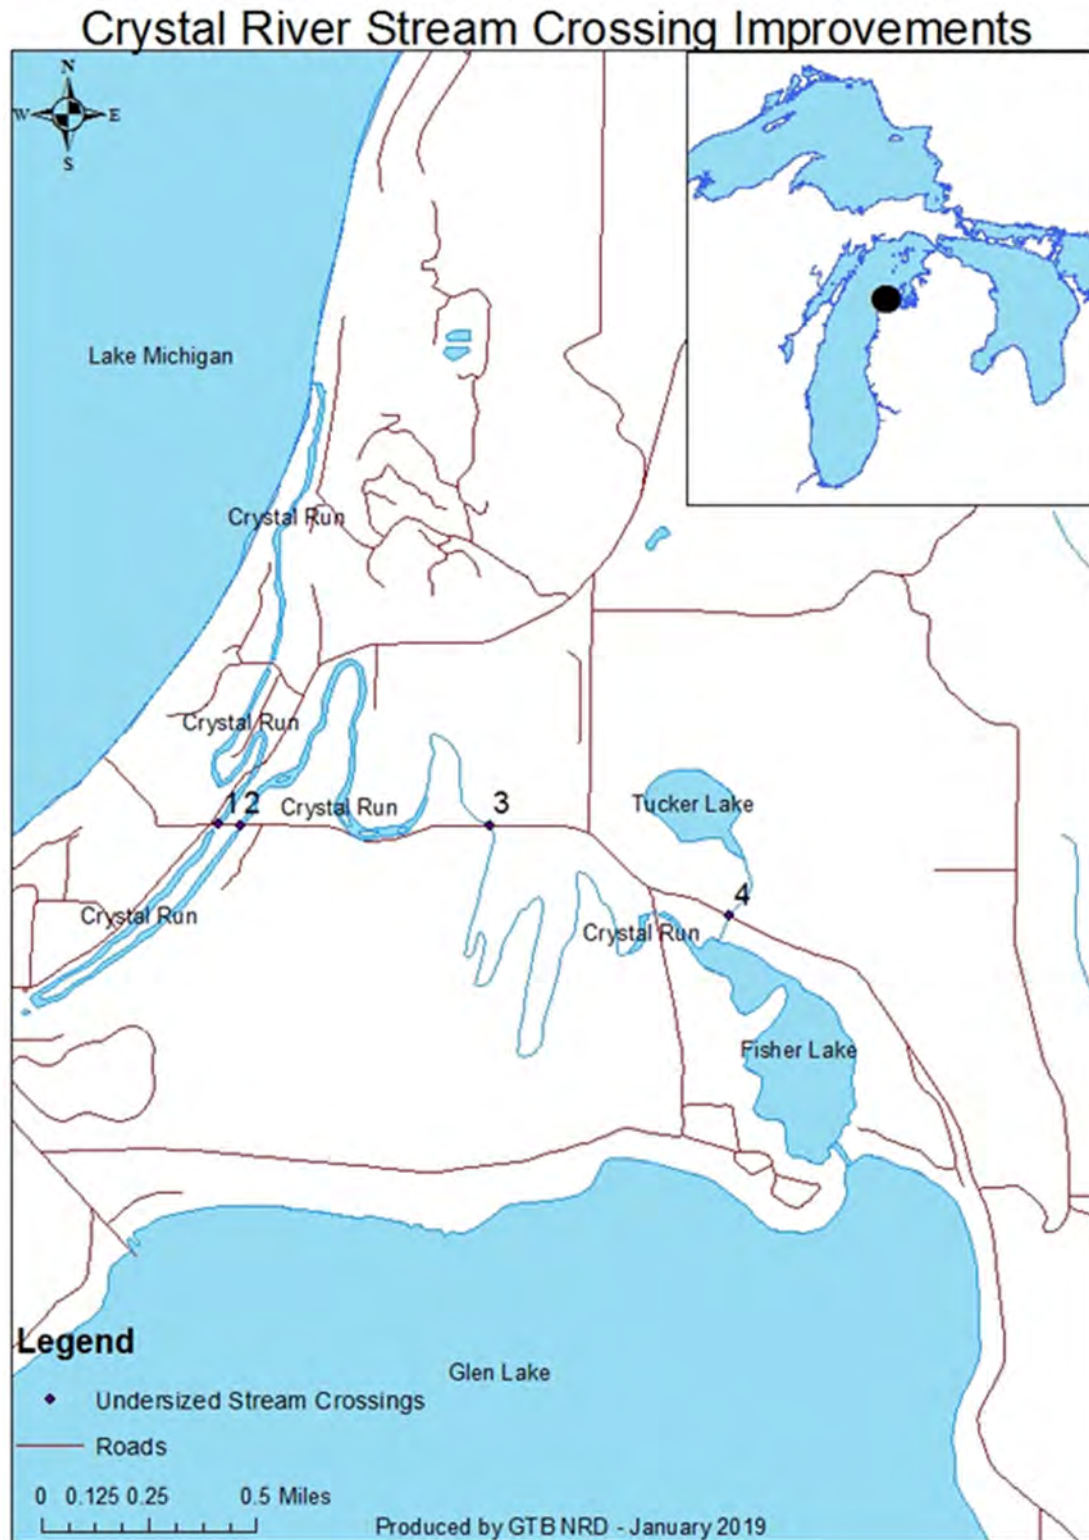 Crystal River Stream Crossing Improvements
N
W E
S
Lake Michigan
Crystal Run
Crystal Run
1 2
Crystal Run
3
Tucker Lake
4
Crystal Run
Crystal Run
Fisher Lake
Glen Lake
Legend
Undersized Stream Crossings
Roads
0 0.125 0.25 0.5 Miles
Produced by GTB NRD - January 2019